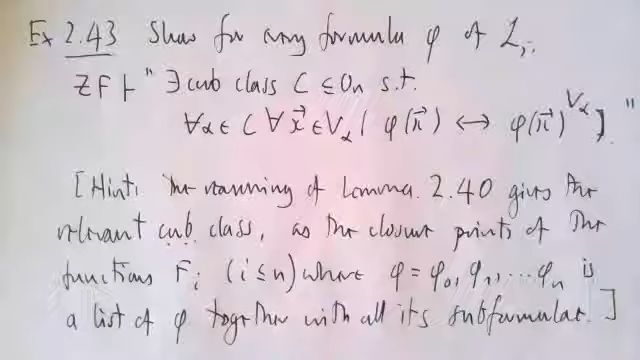 Ex 2.43 Show for any formula φ of L,
ZF ⊢ " ∃ cub class C ⊆ On s.t.
∀α ∈ C ∀x⃗ ∈ Vα ( φ(x⃗) ↔ φ(x⃗)^Vα ) . "
[Hint: The running of Lemma 2.40 gives the
relevant cub class, as the closure points of the
functions Fi (i ≤ n) where φ = φ0, φ1, ... φn is
a list of φ together with all its subformulae. ]